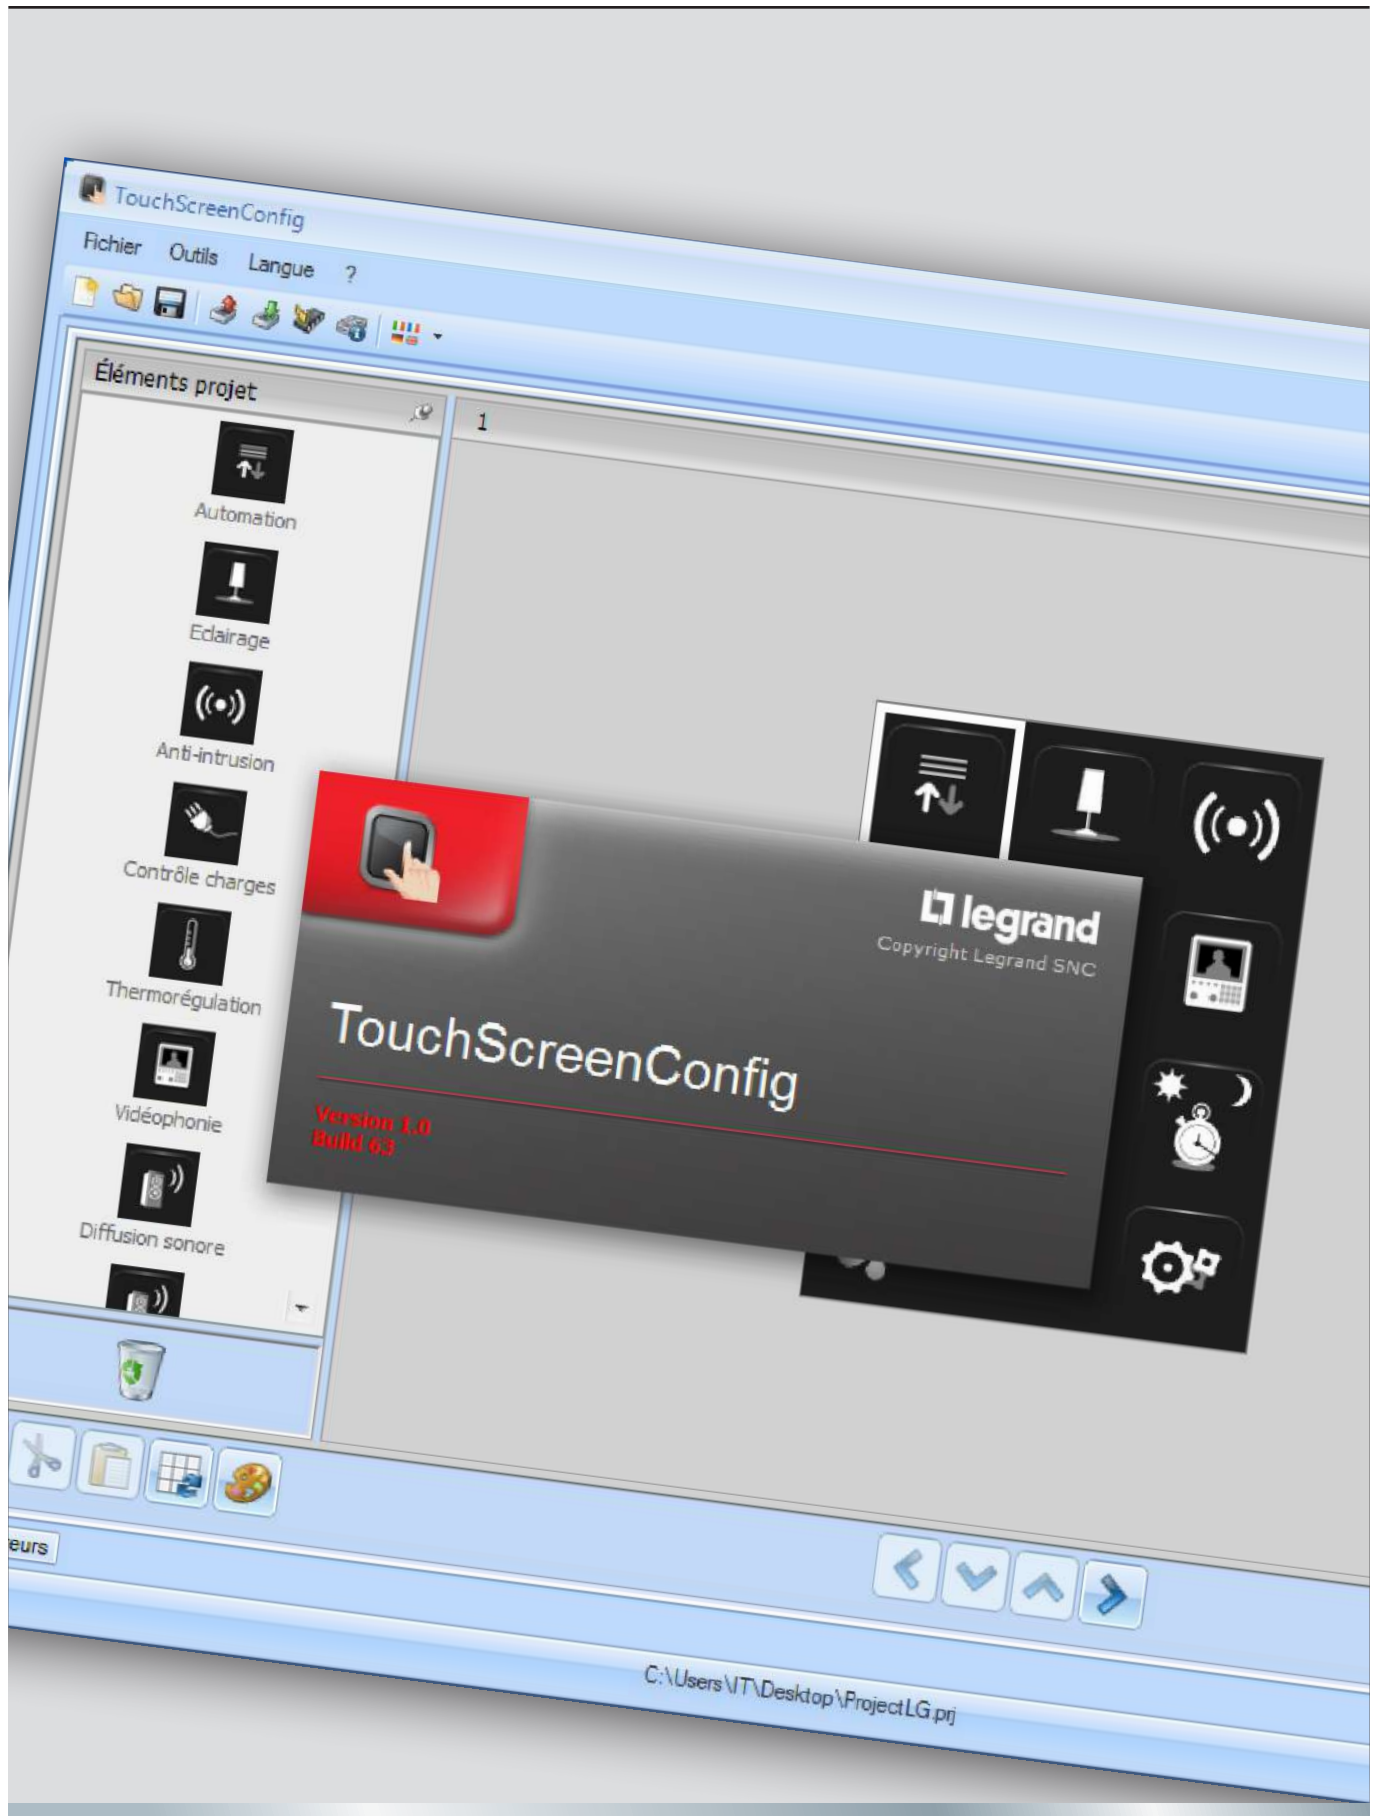 TouchScreenConfig
Fichier Outils Langue ?
Éléments projet
1
Automation
Eclairage
Anti-intrusion
Contrôle charges
Thermorégulation
Vidéophonie
Diffusion sonore
legrand
Copyright Legrand SNC
TouchScreenConfig
Version 1.0
Build 63
eurs
C:\Users\IT\Desktop\ProjectLG.prj